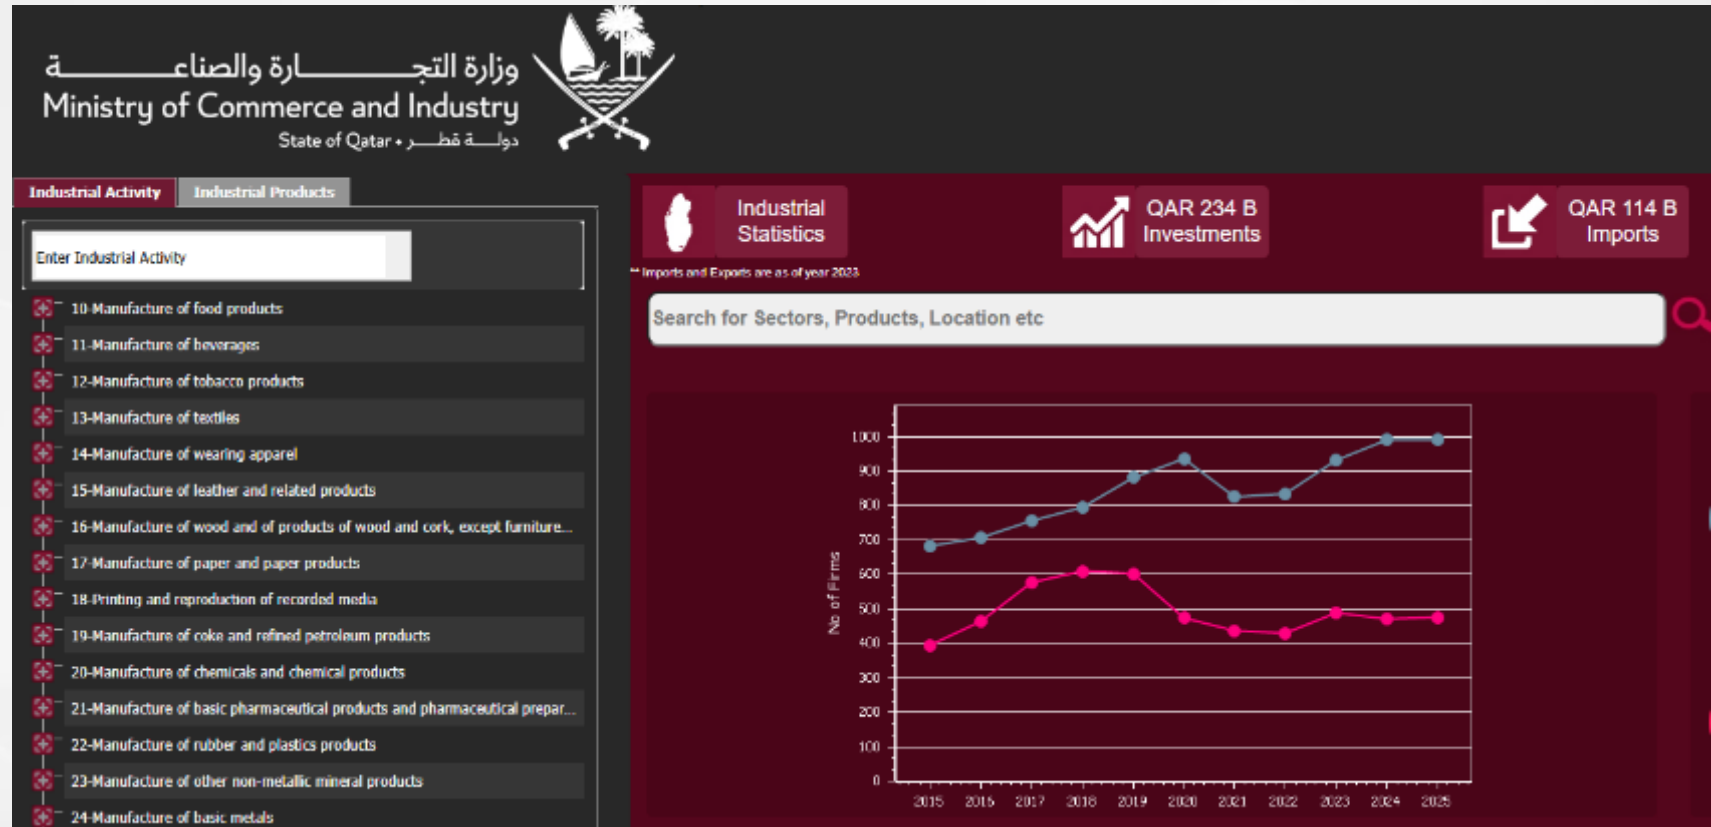 وزارة التجـــــــــارة والصناعـــــــــة
Ministry of Commerce and Industry
State of Qatar • دولـــة قطـــر
Industrial Activity
Industrial Products
Enter Industrial Activity
10-Manufacture of food products
11-Manufacture of beverages
12-Manufacture of tobacco products
13-Manufacture of textiles
14-Manufacture of wearing apparel
15-Manufacture of leather and related products
16-Manufacture of wood and of products of wood and cork, except furniture...
17-Manufacture of paper and paper products
18-Printing and reproduction of recorded media
19-Manufacture of coke and refined petroleum products
20-Manufacture of chemicals and chemical products
21-Manufacture of basic pharmaceutical products and pharmaceutical prepar...
22-Manufacture of rubber and plastics products
23-Manufacture of other non-metallic mineral products
24-Manufacture of basic metals
Industrial
Statistics
QAR 234 B
Investments
QAR 114 B
Imports
** Imports and Exports are as of year 2023
Search for Sectors, Products, Location etc
No of Firms
1000
900
800
700
600
500
400
300
200
100
0
2015 2016 2017 2018 2019 2020 2021 2022 2023 2024 2025